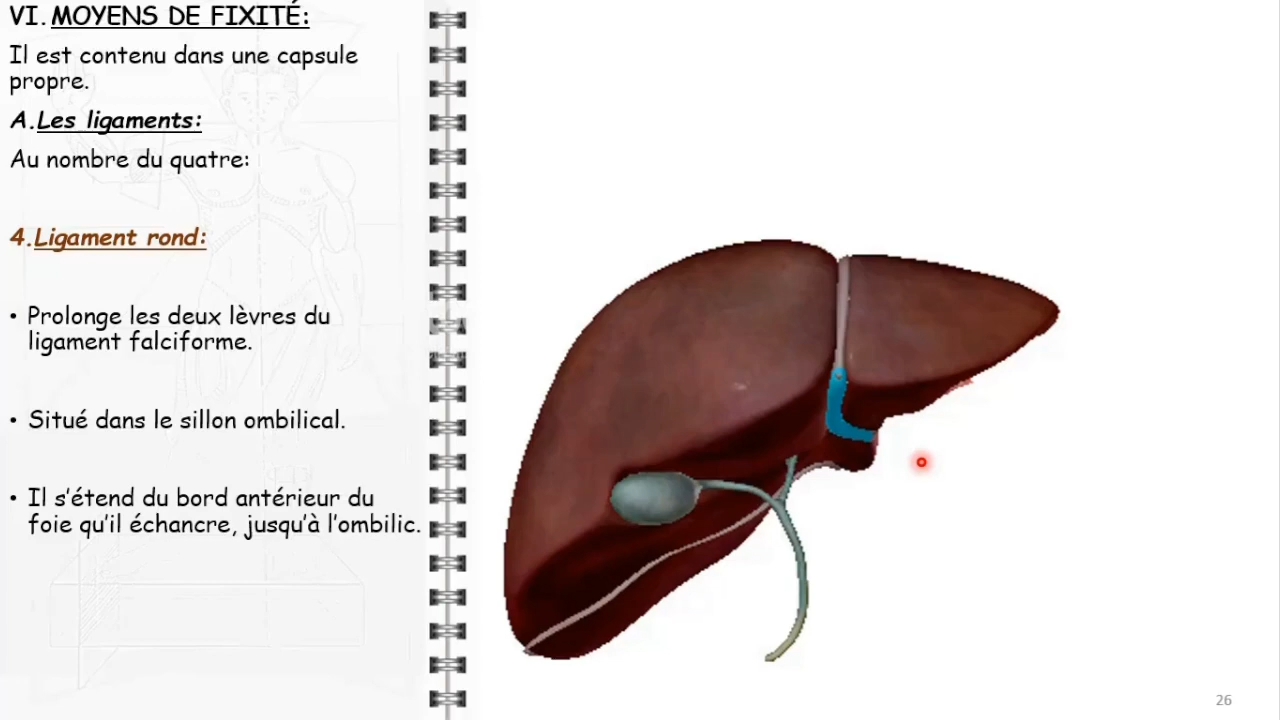 VI. MOYENS DE FIXITÉ:
Il est contenu dans une capsule
propre.
A.Les ligaments:
Au nombre du quatre:
4.Ligament rond:
• Prolonge les deux lèvres du
ligament falciforme.
• Situé dans le sillon ombilical.
• Il s'étend du bord antérieur du
foie qu'il échancre, jusqu'à l'ombilic.
26